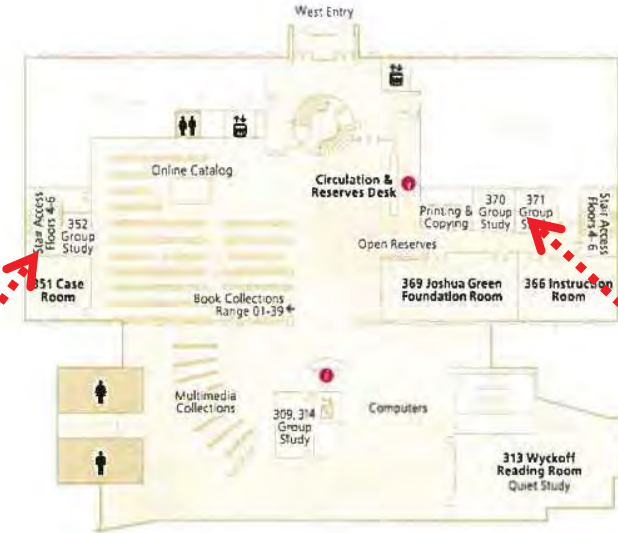 West Entry
Online Catalog
Circulation &
Reserves Desk
Stair Access
Floors 4-6
352
Group
Study
Printing &
Copying
370
Group
Study
371
Group
Study
Stair Access
Floors 4-6
Open Reserves
351 Case
Room
369 Joshua Green
Foundation Room
366 Instruction
Room
Book Collections
Range 01-39←
Multimedia
Collections
309, 314
Group
Study
Computers
313 Wyckoff
Reading Room
Quiet Study